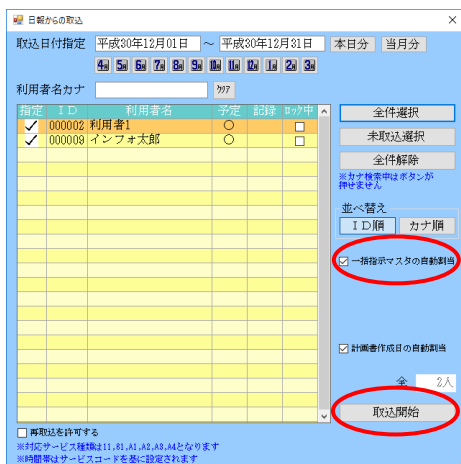 日報からの取込
取込日付指定 平成30年12月01日 ～ 平成30年12月31日 本日分 当月分
4月 5月 6月 7月 8月 9月 10月 11月 12月 1月 2月 3月
利用者名カナ ｸﾘｱ
指定 ＩＤ 利用者名 予定 記録 ﾛｯｸ中
000002 利用者1 ○
000009 インフォ太郎 ○
全件選択
未取込選択
全件解除
※カナ検索中はボタンが
押せません
並べ替え
ＩＤ順 カナ順
一括指示マスタの自動割当
計画書作成日の自動割当
全 2人
取込開始
再取込を許可する
※対応サービス種類は11,61,A1,A2,A3,A4となります
※時間帯はサービスコードを基に設定されます